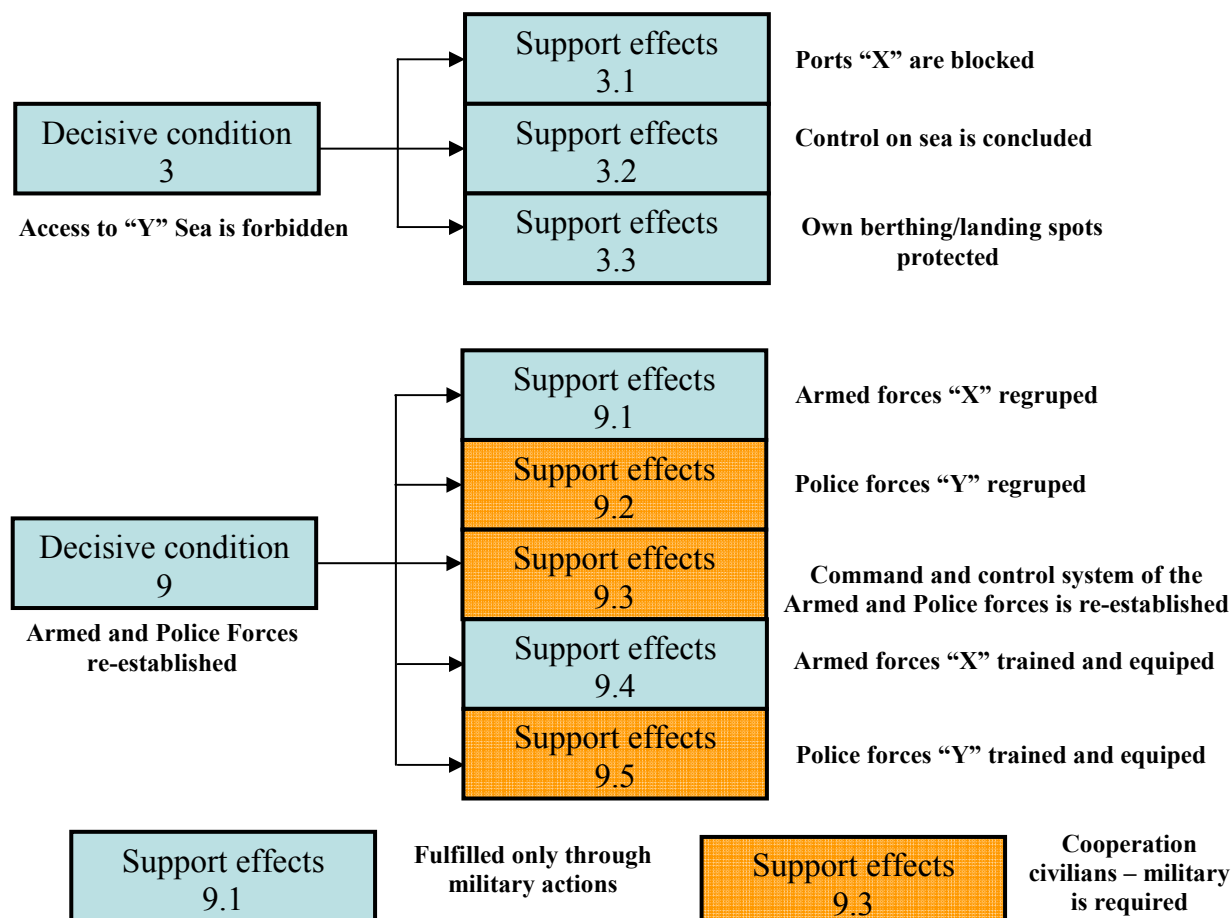 Support effects
3.1
Ports “X” are blocked
Decisive condition
3
Access to “Y” Sea is forbidden
Support effects
3.2
Control on sea is concluded
Support effects
3.3
Own berthing/landing spots
protected
Support effects
9.1
Armed forces “X” regruped
Support effects
9.2
Police forces “Y” regruped
Decisive condition
9
Armed and Police Forces
re-established
Support effects
9.3
Command and control system of the
Armed and Police forces is re-established
Support effects
9.4
Armed forces “X” trained and equiped
Support effects
9.5
Police forces “Y” trained and equiped
Support effects
9.1
Fulfilled only through
military actions
Support effects
9.3
Cooperation
civilians – military
is required